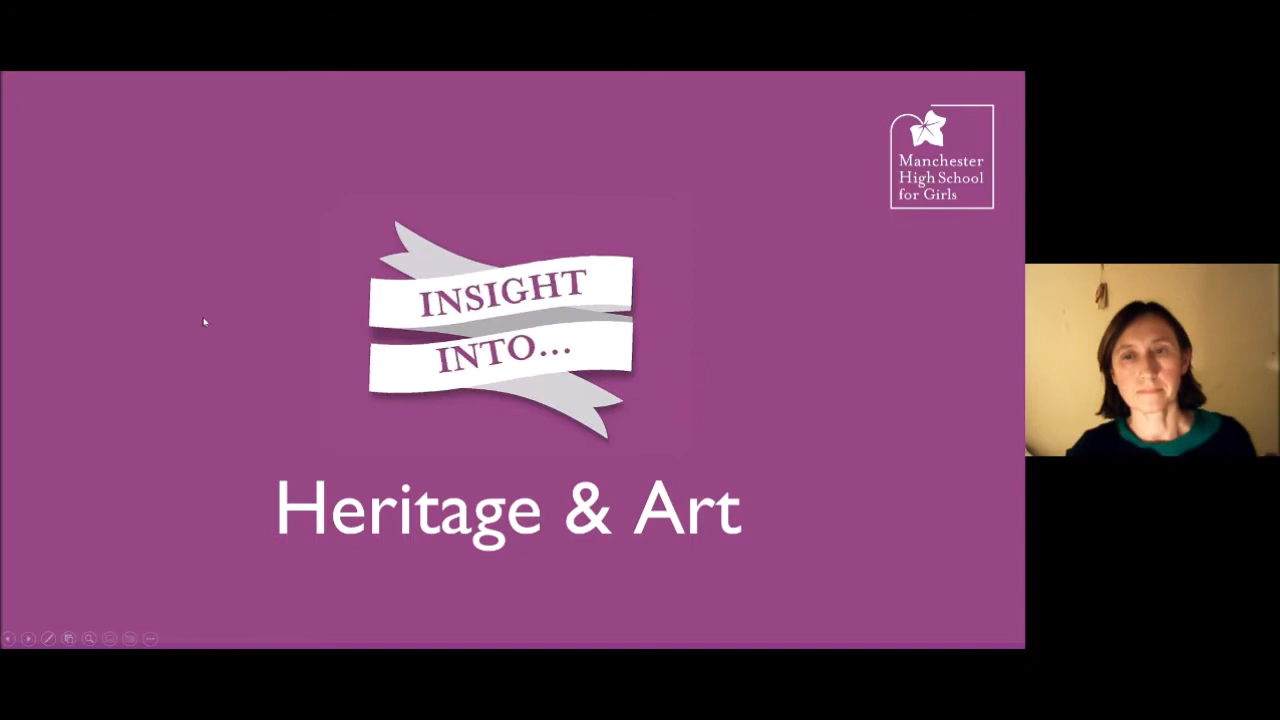 Manchester
High School
for Girls
INSIGHT
INTO...
Heritage & Art